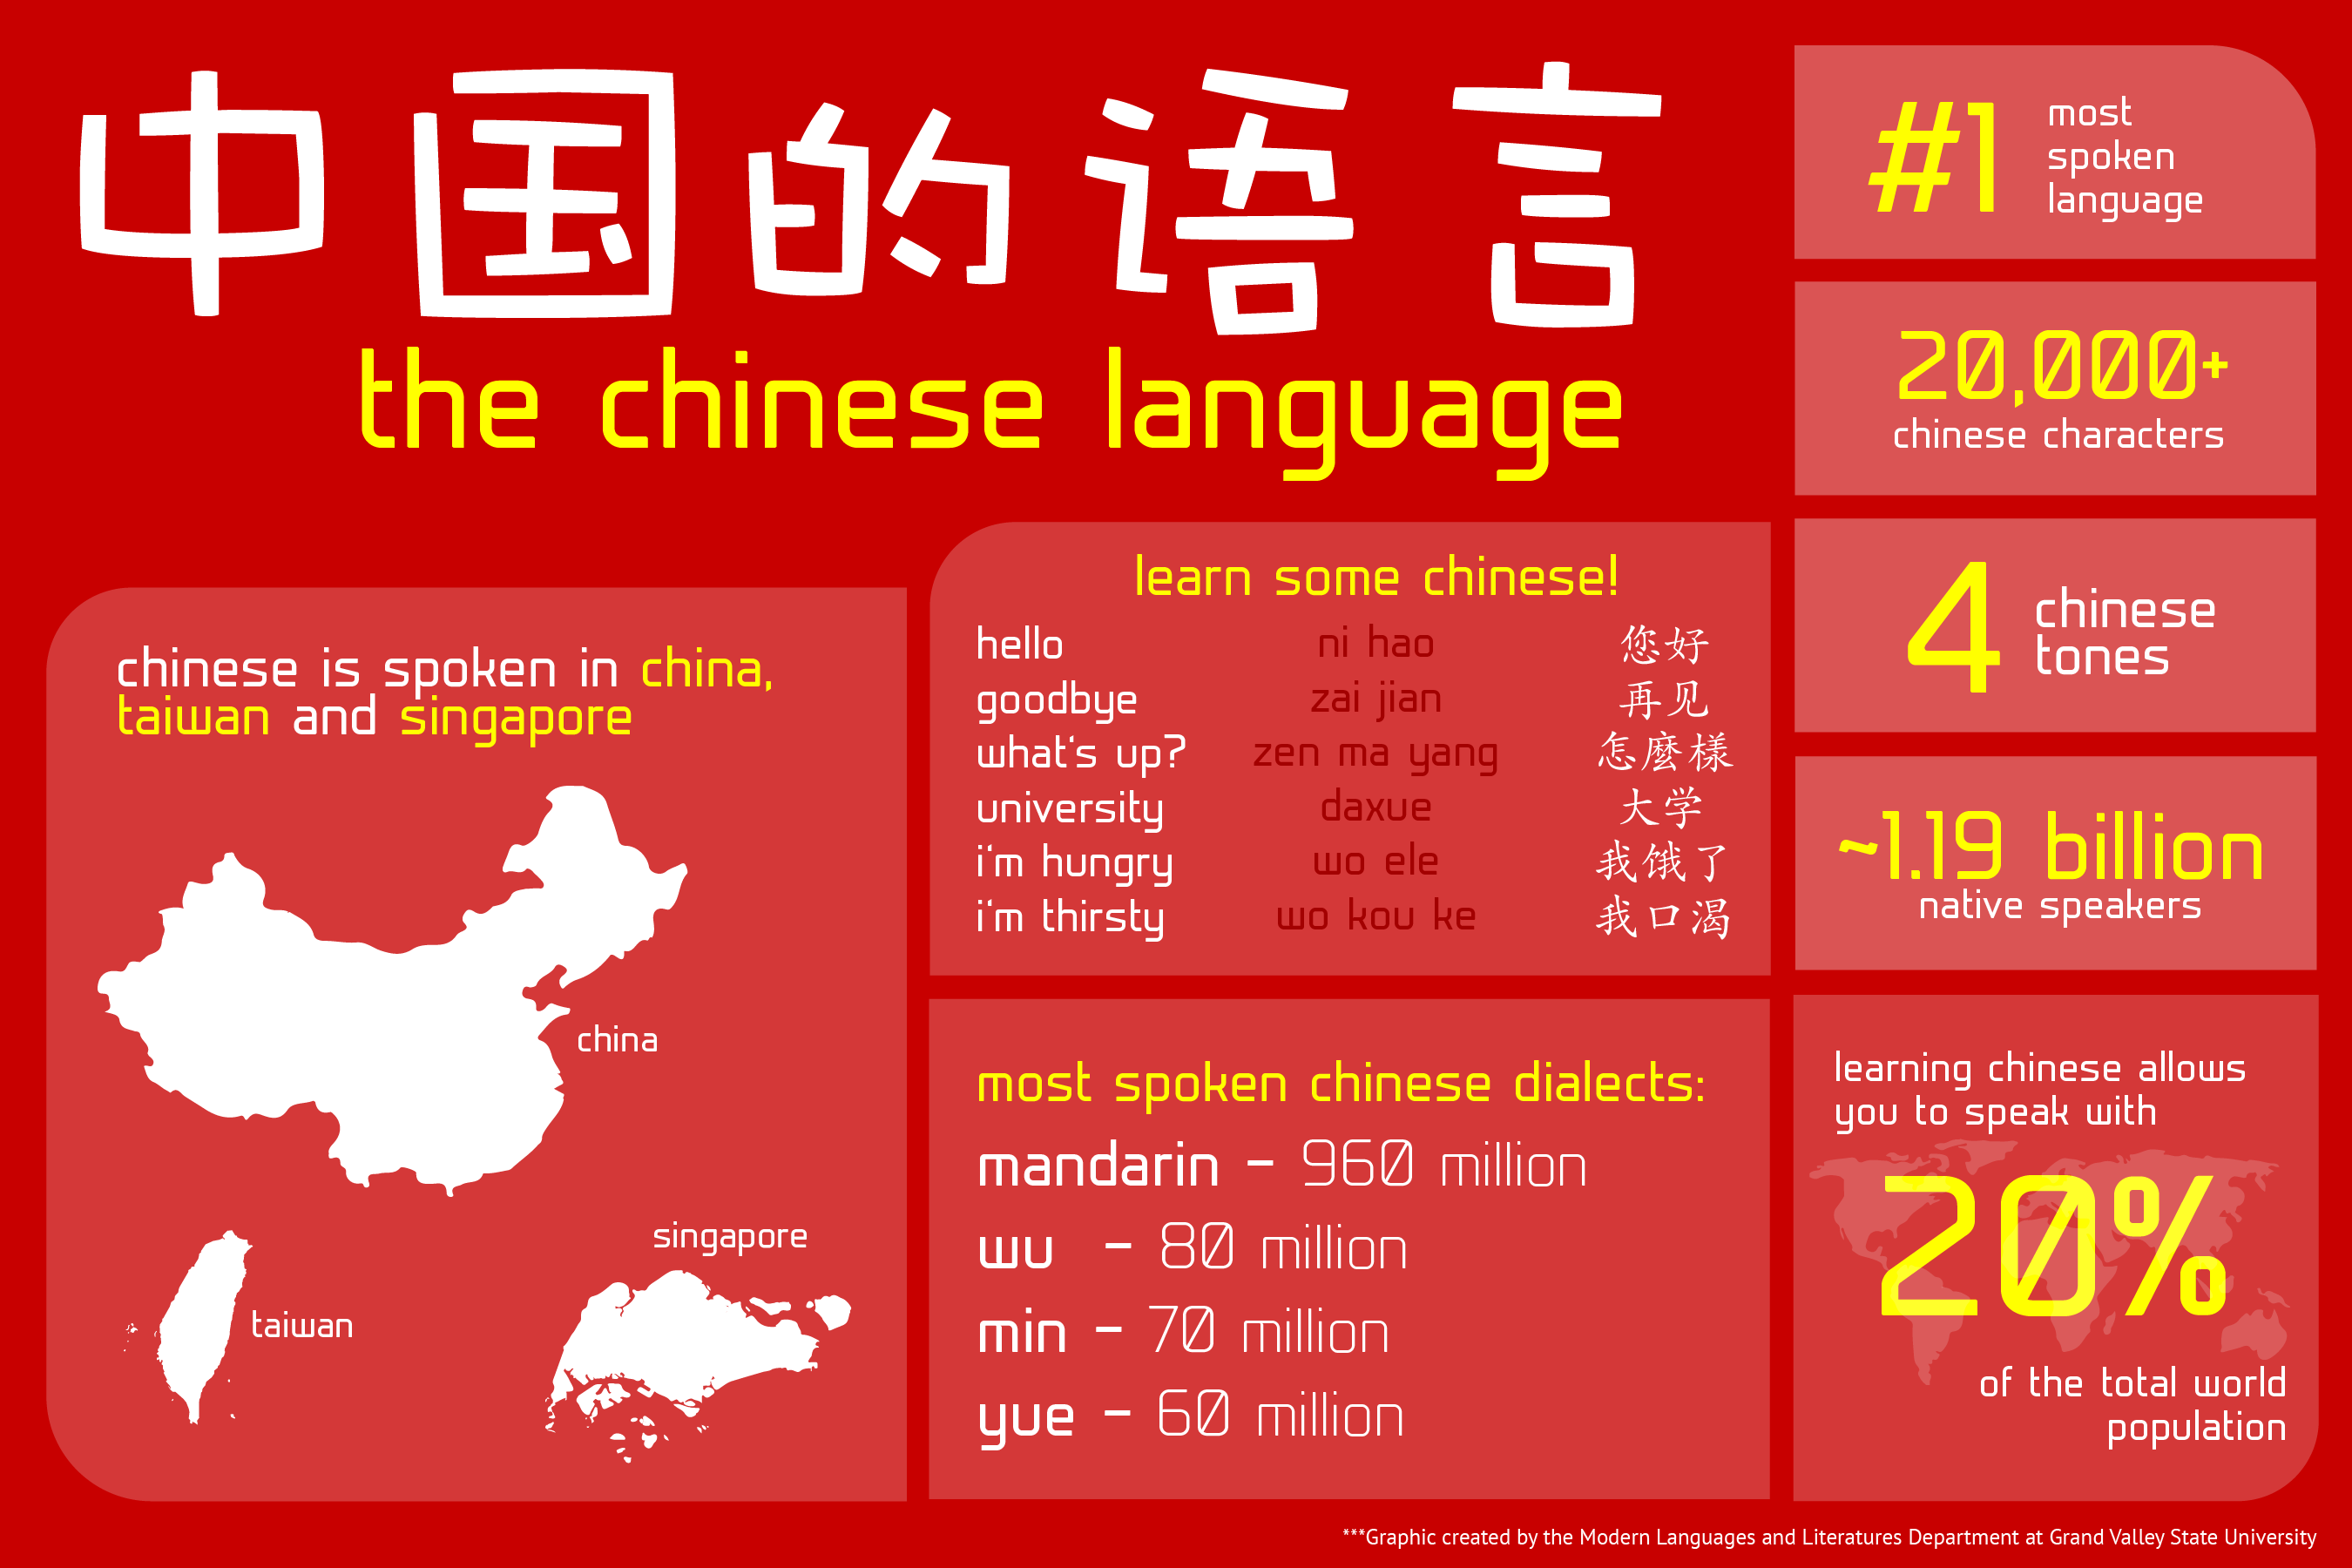 中国的语言
the chinese language
#1
most
spoken
language
20,000+
chinese characters
4
chinese
tones
~1.19 billion
native speakers
chinese is spoken in china,
taiwan and singapore
china
taiwan
singapore
learn some chinese!
hello ni hao 您好
goodbye zai jian 再见
what's up? zen ma yang 怎麼樣
university daxue 大学
i'm hungry wo ele 我饿了
i'm thirsty wo kou ke 我口渴
most spoken chinese dialects:
mandarin - 960 million
wu - 80 million
min - 70 million
yue - 60 million
learning chinese allows
you to speak with
20%
of the total world
population
***Graphic created by the Modern Languages and Literatures Department at Grand Valley State University